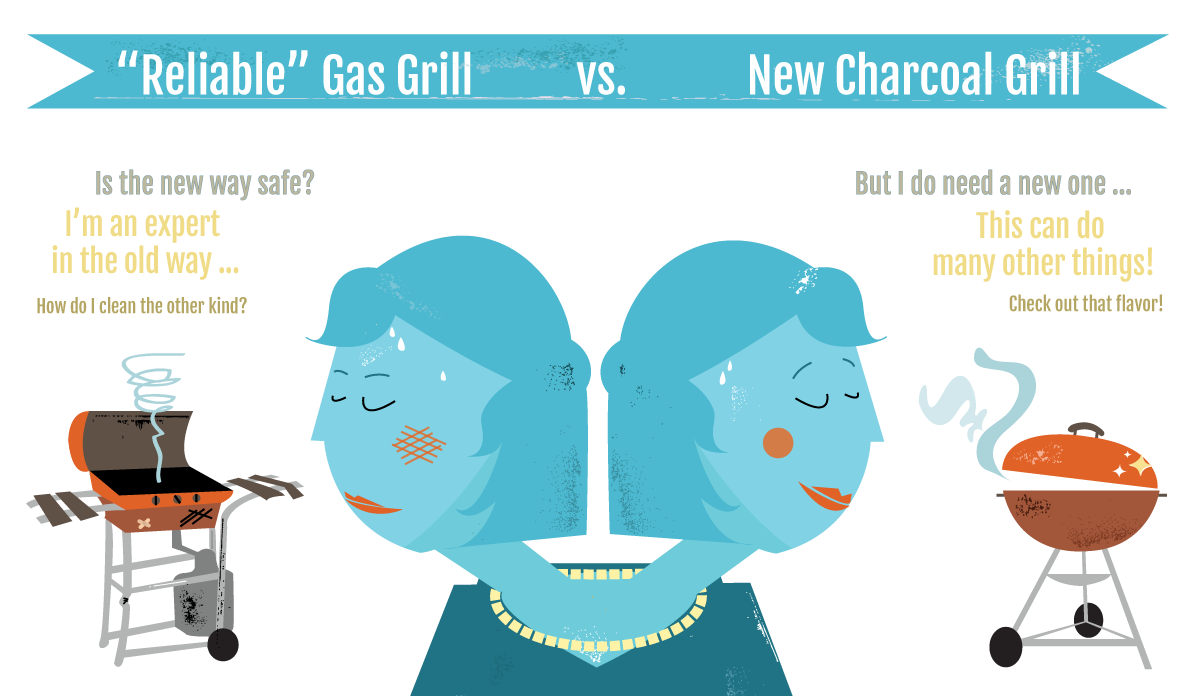 “Reliable” Gas Grill vs. New Charcoal Grill
Is the new way safe?
I’m an expert
in the old way ...
How do I clean the other kind?
But I do need a new one ...
This can do
many other things!
Check out that flavor!